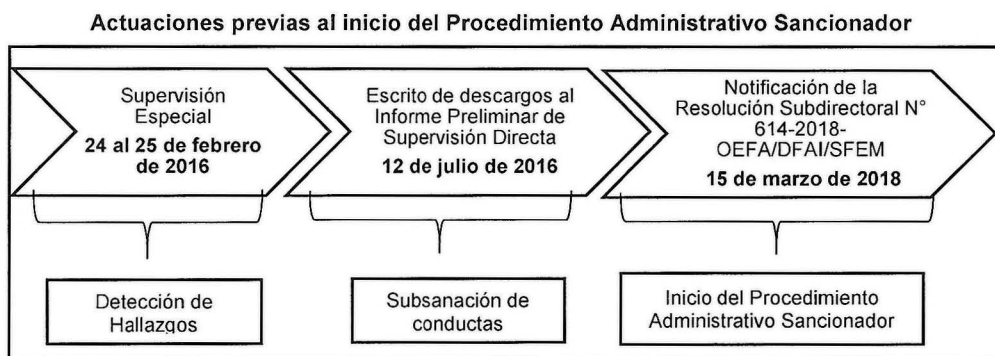 Actuaciones previas al inicio del Procedimiento Administrativo Sancionador
Supervisión
Especial
24 al 25 de febrero
de 2016
Escrito de descargos al
Informe Preliminar de
Supervisión Directa
12 de julio de 2016
Notificación de la
Resolución Subdirectoral N°
614-2018-
OEFA/DFAI/SFEM
15 de marzo de 2018
Detección de
Hallazgos
Subsanación de
conductas
Inicio del Procedimiento
Administrativo Sancionador